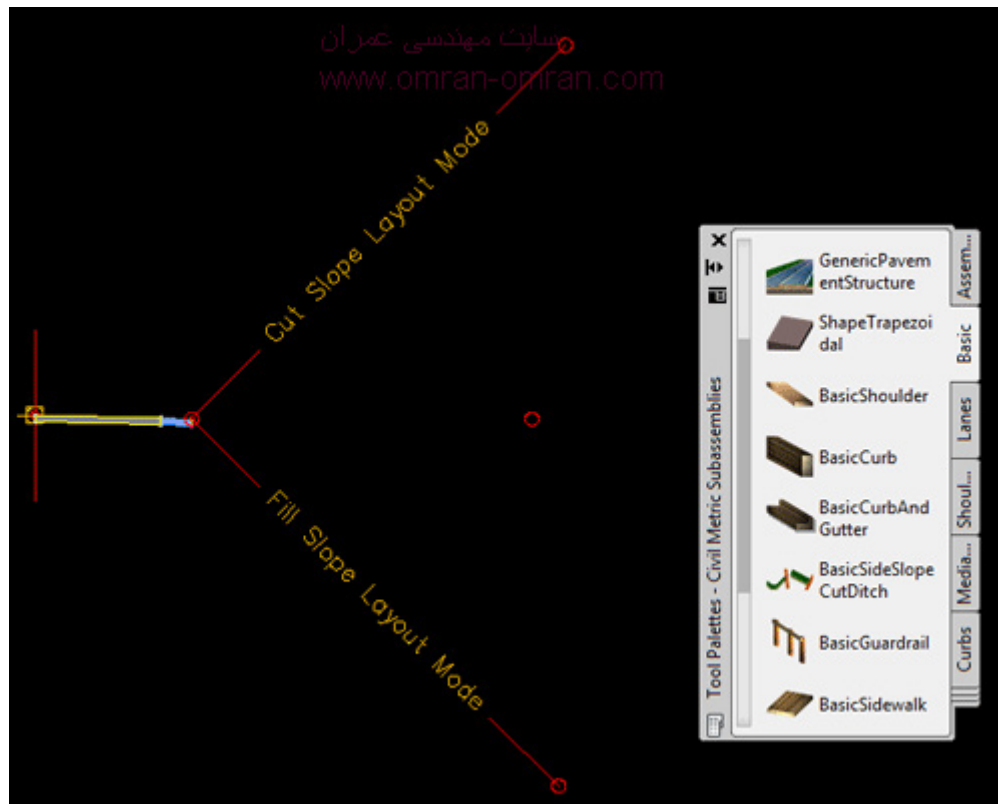 سایت مهندسی عمران
www.omran-omran.com
Cut Slope Layout Mode
Fill Slope Layout Mode
Tool Palettes - Civil Metric Subassemblies
GenericPavem
entStructure
ShapeTrapezoi
dal
BasicShoulder
BasicCurb
BasicCurbAnd
Gutter
BasicSideSlope
CutDitch
BasicGuardrail
BasicSidewalk
Assem...
Basic
Lanes
Shoul...
Media...
Curbs